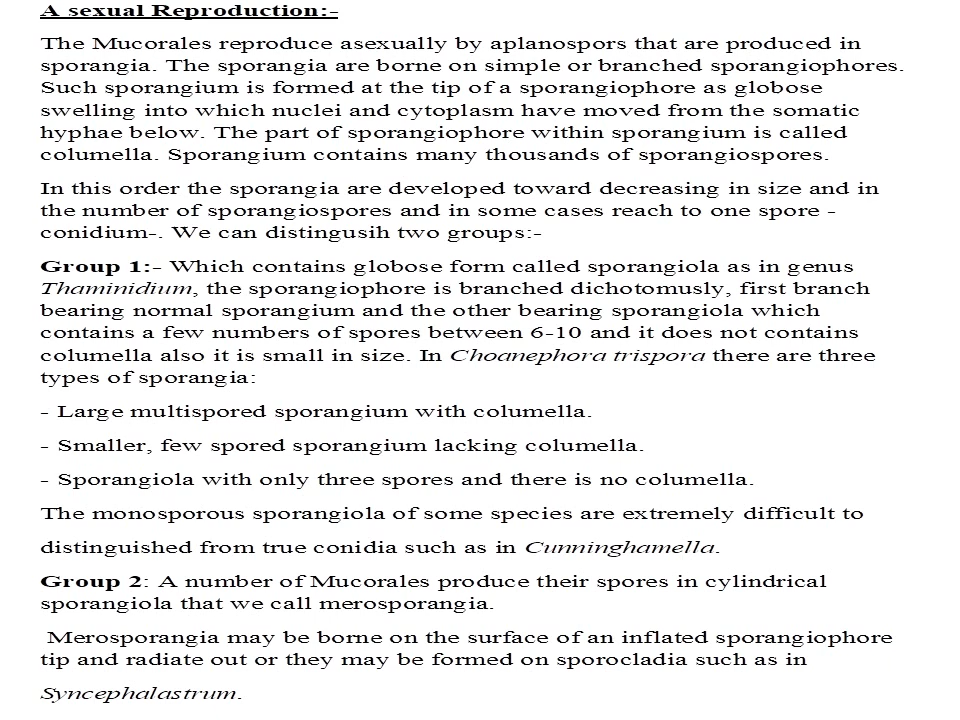 A sexual Reproduction:-
The Mucorales reproduce asexually by aplanospors that are produced in
sporangia. The sporangia are borne on simple or branched sporangiophores.
Such sporangium is formed at the tip of a sporangiophore as globose
swelling into which nuclei and cytoplasm have moved from the somatic
hyphae below. The part of sporangiophore within sporangium is called
columella. Sporangium contains many thousands of sporangiospores.
In this order the sporangia are developed toward decreasing in size and in
the number of sporangiospores and in some cases reach to one spore -
conidium-. We can distingusih two groups:-
Group 1:- Which contains globose form called sporangiola as in genus
Thaminidium, the sporangiophore is branched dichotomusly, first branch
bearing normal sporangium and the other bearing sporangiola which
contains a few numbers of spores between 6-10 and it does not contains
columella also it is small in size. In Choanephora trispora there are three
types of sporangia:
- Large multispored sporangium with columella.
- Smaller, few spored sporangium lacking columella.
- Sporangiola with only three spores and there is no columella.
The monosporous sporangiola of some species are extremely difficult to
distinguished from true conidia such as in Cunninghamella.
Group 2: A number of Mucorales produce their spores in cylindrical
sporangiola that we call merosporangia.
Merosporangia may be borne on the surface of an inflated sporangiophore
tip and radiate out or they may be formed on sporocladia such as in
Syncephalastrum.